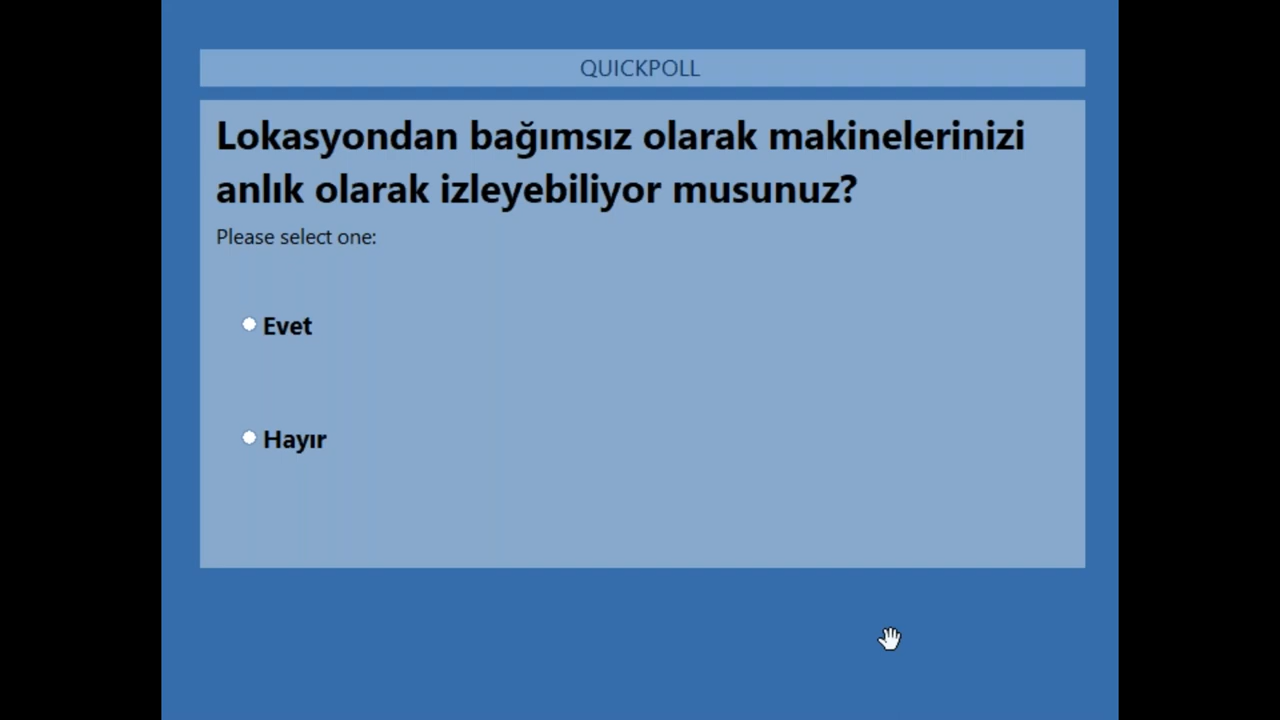 QUICKPOLL
Lokasyondan bağımsız olarak makinelerinizi
anlık olarak izleyebiliyor musunuz?
Please select one:
Evet
Hayır